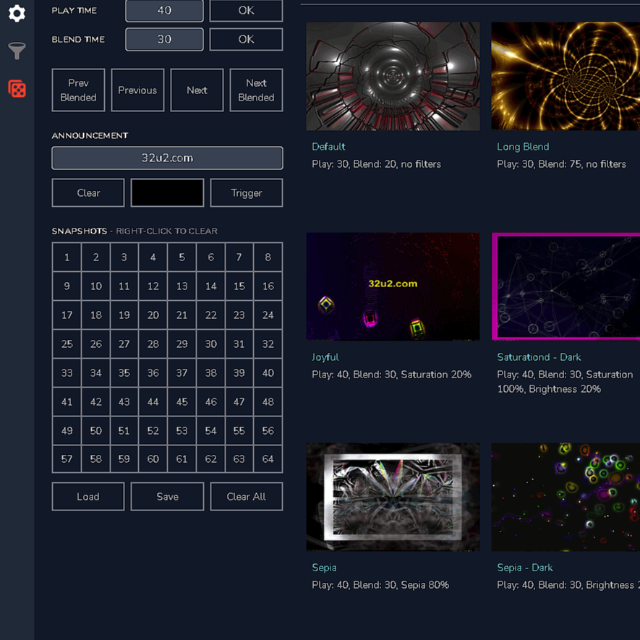 PLAY TIME 40 OK
BLEND TIME 30 OK
Prev Blended Previous Next Next Blended
ANNOUNCEMENT
32u2.com
Clear Trigger
SNAPSHOTS - RIGHT-CLICK TO CLEAR
1 2 3 4 5 6 7 8
9 10 11 12 13 14 15 16
17 18 19 20 21 22 23 24
25 26 27 28 29 30 31 32
33 34 35 36 37 38 39 40
41 42 43 44 45 46 47 48
49 50 51 52 53 54 55 56
57 58 59 60 61 62 63 64
Load Save Clear All
Default
Play: 30, Blend: 20, no filters
Long Blend
Play: 30, Blend: 75, no filters
32u2.com
Joyful
Play: 40, Blend: 30, Saturation 20%
Saturationd - Dark
Play: 40, Blend: 30, Saturation
100%, Brightness 20%
Sepia
Play: 40, Blend: 30, Sepia 80%
Sepia - Dark
Play: 40, Blend: 30, Brightness